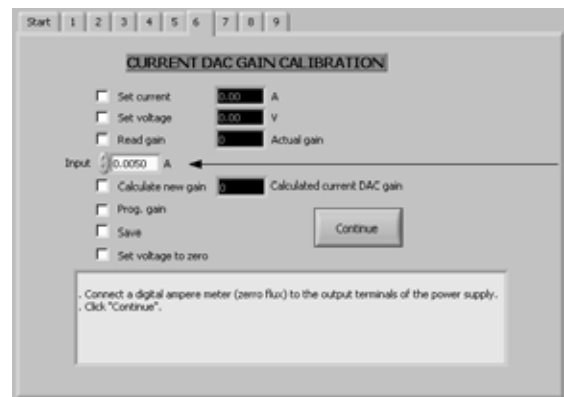 Start 1 2 3 4 5 6 7 8 9
CURRENT DAC GAIN CALIBRATION
Set current 0.00 A
Set voltage 0.00 V
Read gain 0 Actual gain
Input 0.0050 A
Calculate new gain 0 Calculated current DAC gain
Prog. gain
Save
Continue
Set voltage to zero
. Connect a digital ampere meter (zerro flux) to the output terminals of the power supply.
. Click "Continue".